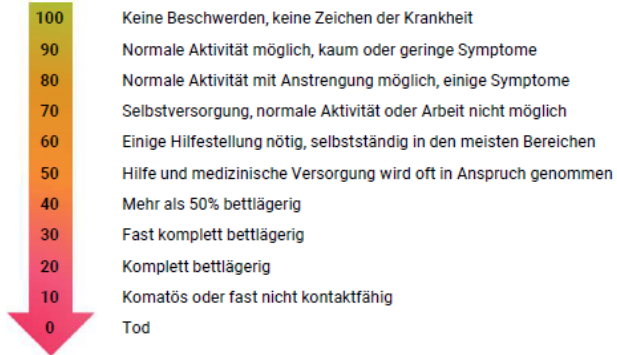 100 Keine Beschwerden, keine Zeichen der Krankheit
90 Normale Aktivität möglich, kaum oder geringe Symptome
80 Normale Aktivität mit Anstrengung möglich, einige Symptome
70 Selbstversorgung, normale Aktivität oder Arbeit nicht möglich
60 Einige Hilfestellung nötig, selbstständig in den meisten Bereichen
50 Hilfe und medizinische Versorgung wird oft in Anspruch genommen
40 Mehr als 50% bettlägerig
30 Fast komplett bettlägerig
20 Komplett bettlägerig
10 Komatös oder fast nicht kontaktfähig
0 Tod